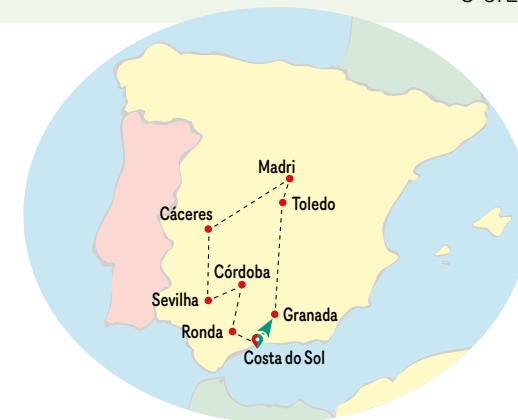 Madri
Toledo
Cáceres
Córdoba
Sevilha
Granada
Ronda
Costa do Sol